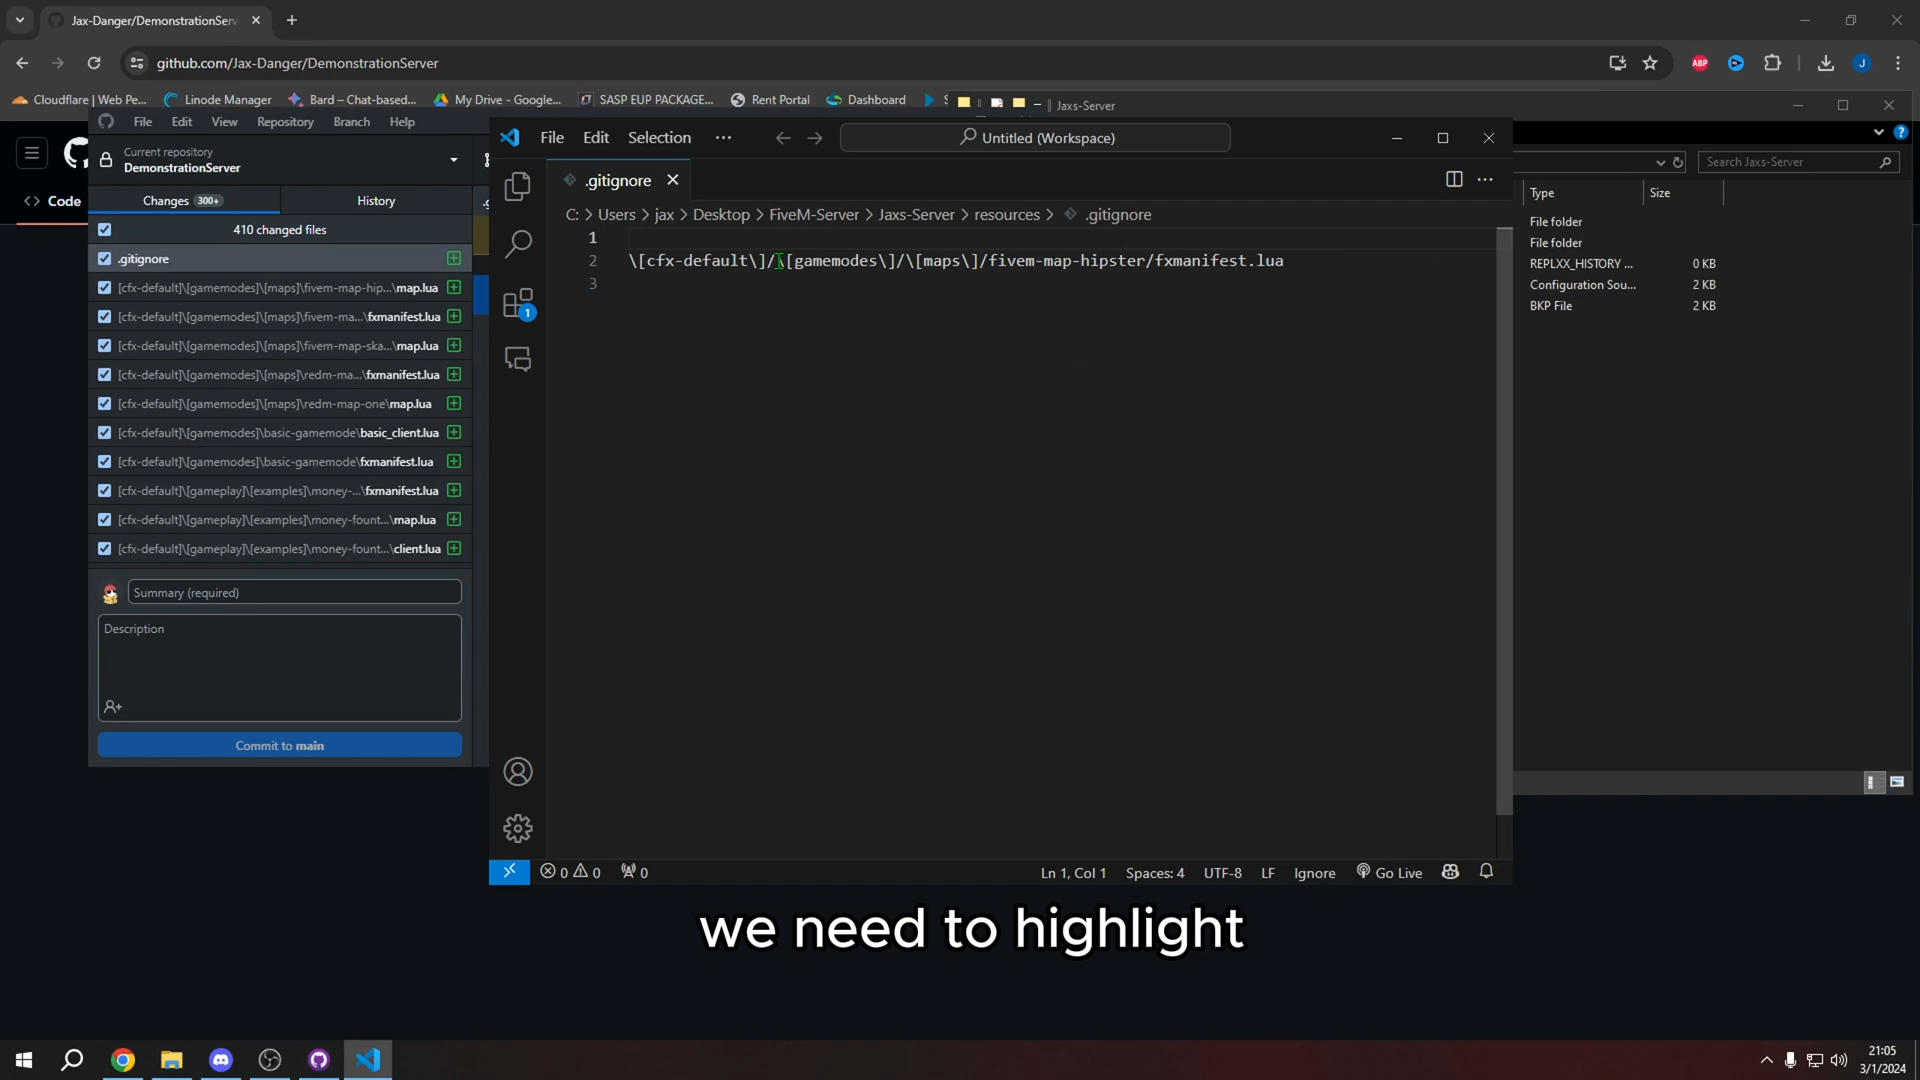 Jax-Danger/DemonstrationServ
github.com/Jax-Danger/DemonstrationServer
ABP
J
Cloudflare | Web Pe...
Linode Manager
Bard – Chat-based...
My Drive - Google...
SASP EUP PACKAGE...
Rent Portal
Dashboard
Jaxs-Server
Code
File Edit View Repository Branch Help
Current repository
DemonstrationServer
Changes 300+
History
410 changed files
.gitignore
[cfx-default]\[gamemodes]\[maps]\fivem-map-hip...\map.lua
[cfx-default]\[gamemodes]\[maps]\fivem-ma...\fxmanifest.lua
[cfx-default]\[gamemodes]\[maps]\fivem-map-ska...\map.lua
[cfx-default]\[gamemodes]\[maps]\redm-ma...\fxmanifest.lua
[cfx-default]\[gamemodes]\[maps]\redm-map-one\map.lua
[cfx-default]\[gamemodes]\basic-gamemode\basic_client.lua
[cfx-default]\[gamemodes]\basic-gamemode\fxmanifest.lua
[cfx-default]\[gameplay]\[examples]\money-...\fxmanifest.lua
[cfx-default]\[gameplay]\[examples]\money-fount...\map.lua
[cfx-default]\[gameplay]\[examples]\money-fount...\client.lua
Summary (required)
Description
Commit to main
File Edit Selection ...
Untitled (Workspace)
.gitignore
C: > Users > jax > Desktop > FiveM-Server > Jaxs-Server > resources > .gitignore
1
2 \[cfx-default\]/\[gamemodes\]/\[maps\]/fivem-map-hipster/fxmanifest.lua
3
1
0 0 0
Ln 1, Col 1
Spaces: 4
UTF-8
LF
Ignore
Go Live
Search Jaxs-Server
Type Size
File folder
File folder
REPLXX_HISTORY ... 0 KB
Configuration Sou... 2 KB
BKP File 2 KB
we need to highlight
21:05
3/1/2024